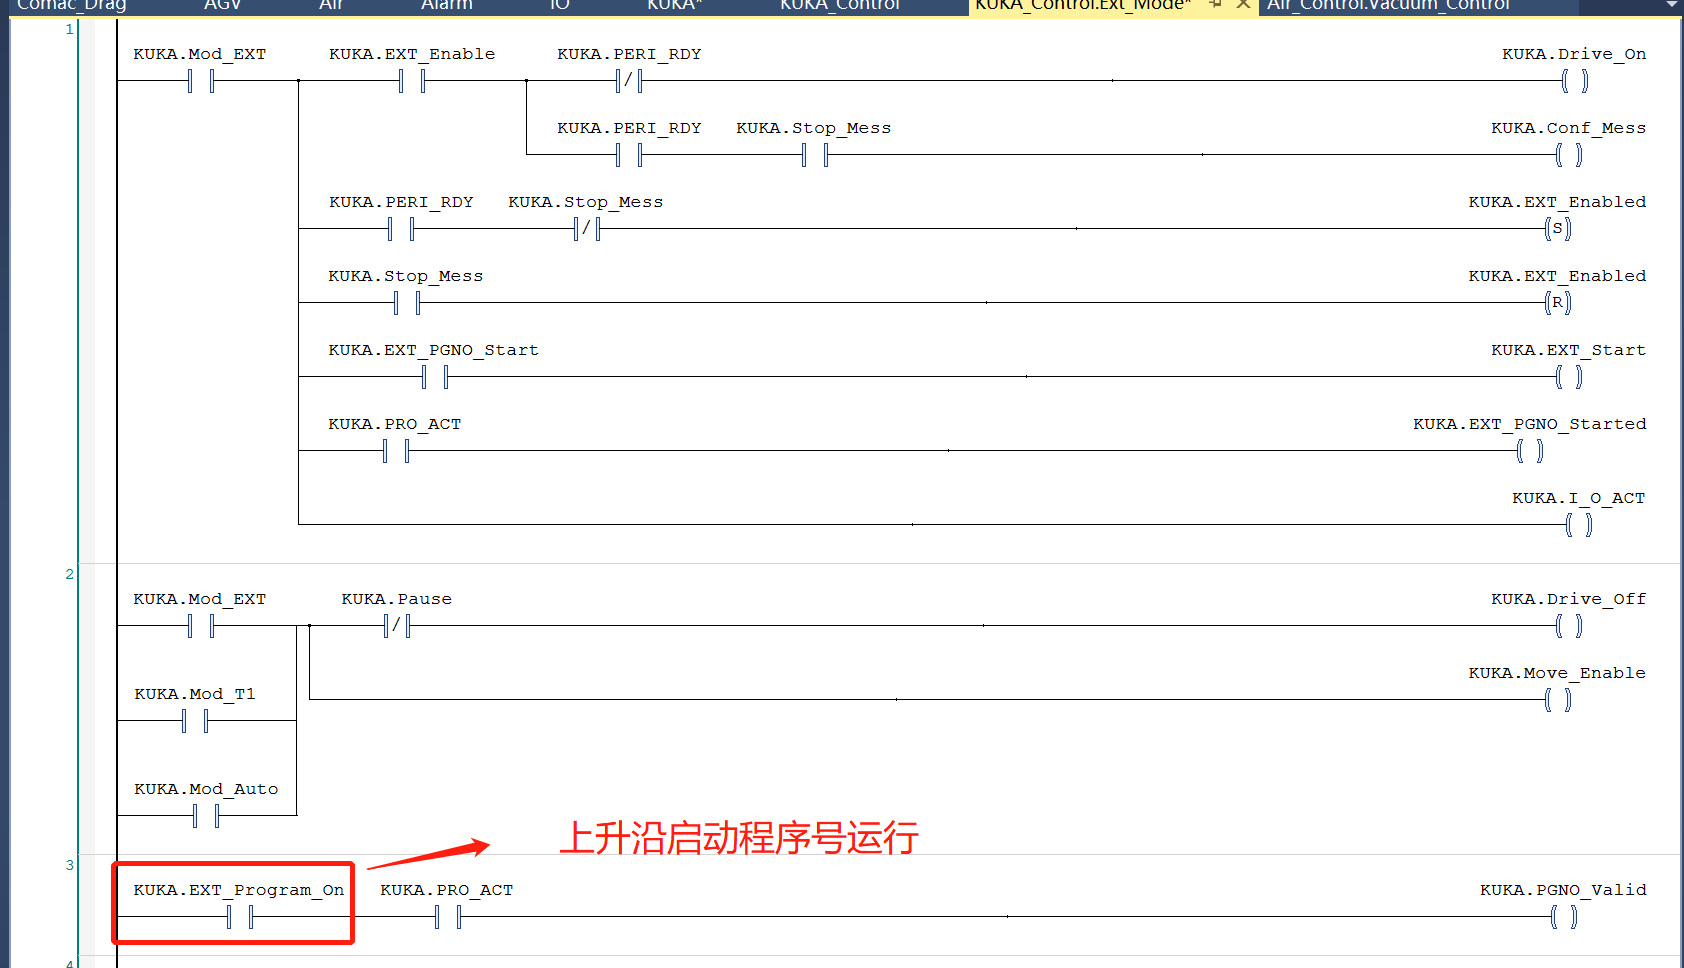 Comac_Drag AGV Air Alarm IO KUKA* KUKA_Control KUKA_Control.Ext_Mode* Air_Control.Vacuum_Control
1
KUKA.Mod_EXT KUKA.EXT_Enable KUKA.PERI_RDY KUKA.Drive_On
/
KUKA.PERI_RDY KUKA.Stop_Mess KUKA.Conf_Mess
KUKA.PERI_RDY KUKA.Stop_Mess KUKA.EXT_Enabled
/ S
KUKA.Stop_Mess KUKA.EXT_Enabled
R
KUKA.EXT_PGNO_Start KUKA.EXT_Start
KUKA.PRO_ACT KUKA.EXT_PGNO_Started
KUKA.I_O_ACT
2
KUKA.Mod_EXT KUKA.Pause KUKA.Drive_Off
/
KUKA.Move_Enable
KUKA.Mod_T1
KUKA.Mod_Auto
上升沿启动程序号运行
3
KUKA.EXT_Program_On KUKA.PRO_ACT KUKA.PGNO_Valid
4